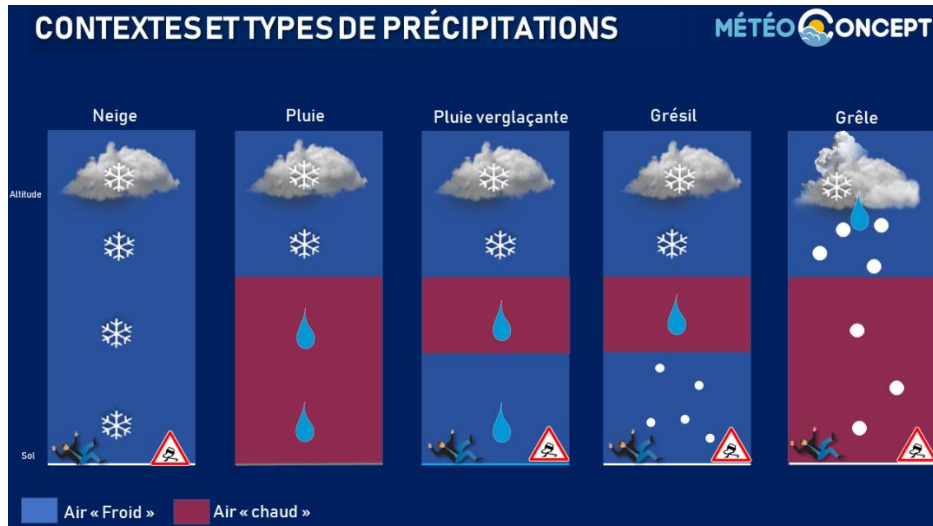 CONTEXTES ET TYPES DE PRÉCIPITATIONS
MÉTÉO CONCEPT
Neige
Pluie
Pluie verglaçante
Grésil
Grêle
Altitude
Sol
Air « Froid »
Air « chaud »